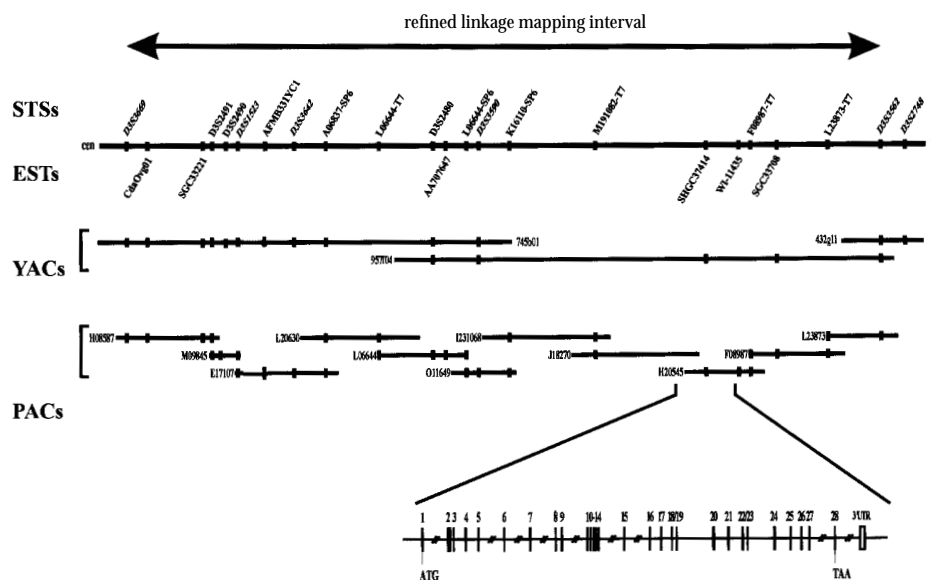 refined linkage mapping interval
STSs
D3S3669 D3S2491 D3S2490 D3S1523 AFMB331YC1 D3S3642 A06837-SP6 L06644-T7 D3S2480 L06644-SP6 D3S3590 K16110-SP6 M191082-T7 F08987-T7 L23873-T7 D3S3562 D3S2748
cen
ESTs
CdaOvg01 SGC33221 AA707647 SHGC37414 WI-11435 SGC33708
745b01 432g11
YACs
957f04
H08587 L20630 I231068 L23873
M09845 L06644 J18270 F08987
E17107 O11649 H20545
PACs
1 2 3 4 5 6 7 8 9 10-14 15 16 17 18/19 20 21 22/23 24 25 26 27 28 3'UTR
ATG TAA